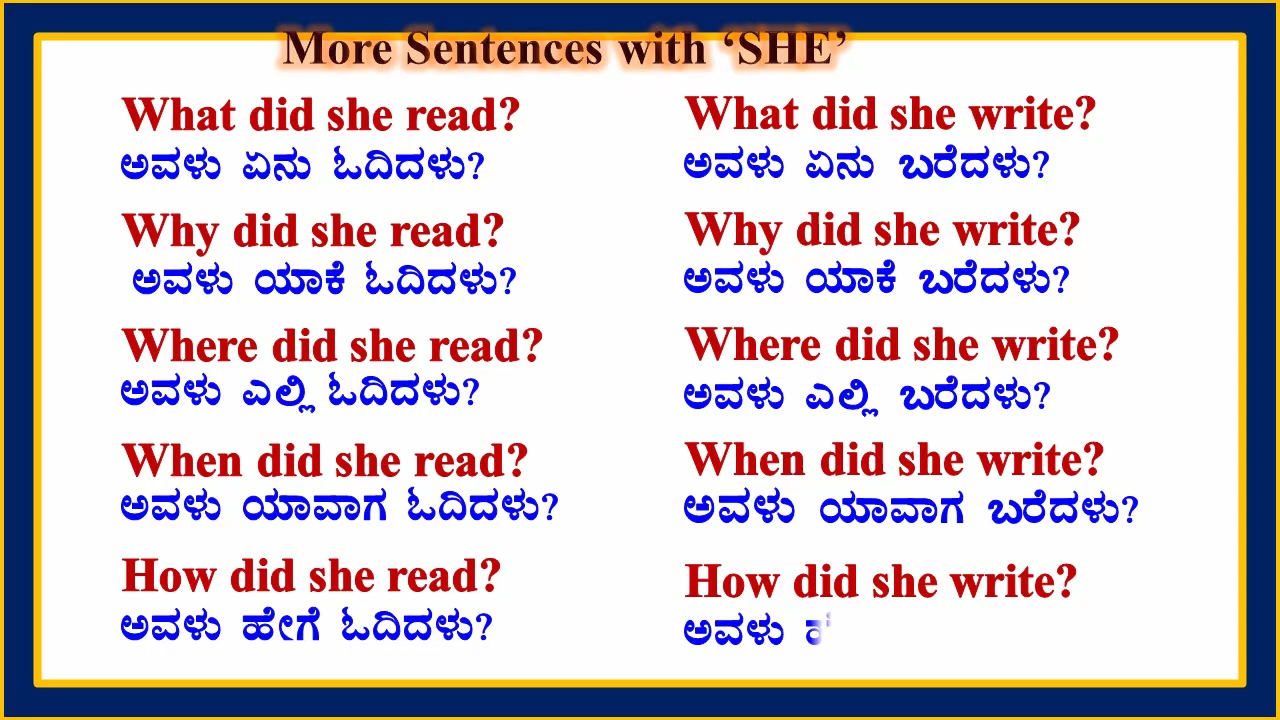 More Sentences with ‘SHE’
What did she read?
ಅವಳು ಏನು ಓದಿದಳು?
Why did she read?
ಅವಳು ಯಾಕೆ ಓದಿದಳು?
Where did she read?
ಅವಳು ಎಲ್ಲಿ ಓದಿದಳು?
When did she read?
ಅವಳು ಯಾವಾಗ ಓದಿದಳು?
How did she read?
ಅವಳು ಹೇಗೆ ಓದಿದಳು?
What did she write?
ಅವಳು ಏನು ಬರೆದಳು?
Why did she write?
ಅವಳು ಯಾಕೆ ಬರೆದಳು?
Where did she write?
ಅವಳು ಎಲ್ಲಿ ಬರೆದಳು?
When did she write?
ಅವಳು ಯಾವಾಗ ಬರೆದಳು?
How did she write?
ಅವಳು